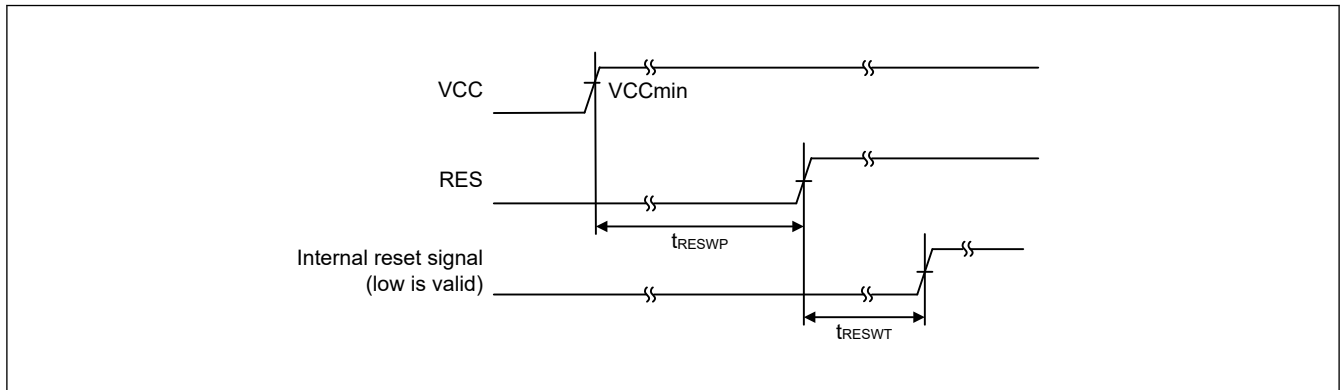 VCC
VCCmin
RES
tRESWP
Internal reset signal
(low is valid)
tRESWT